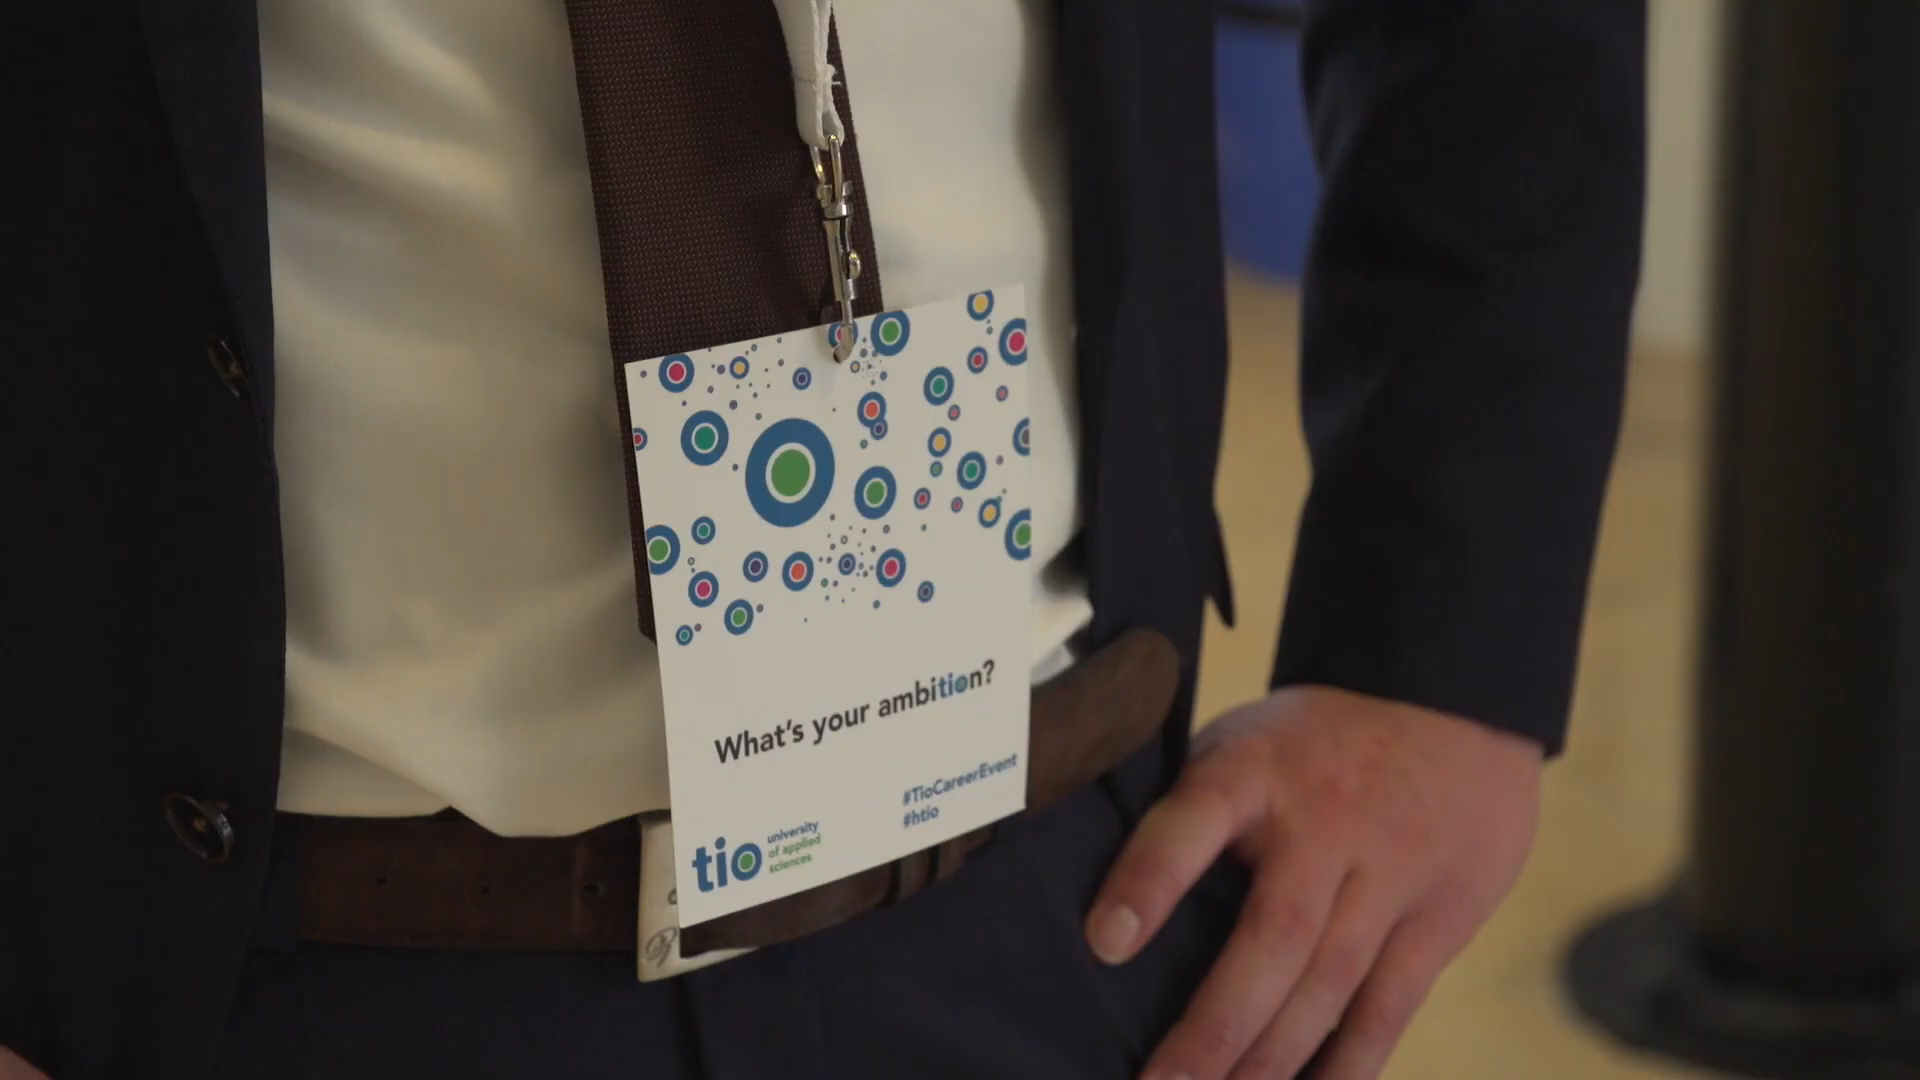 What's your ambition?
#TioCareerEvent
#htio
tio university
of applied
sciences